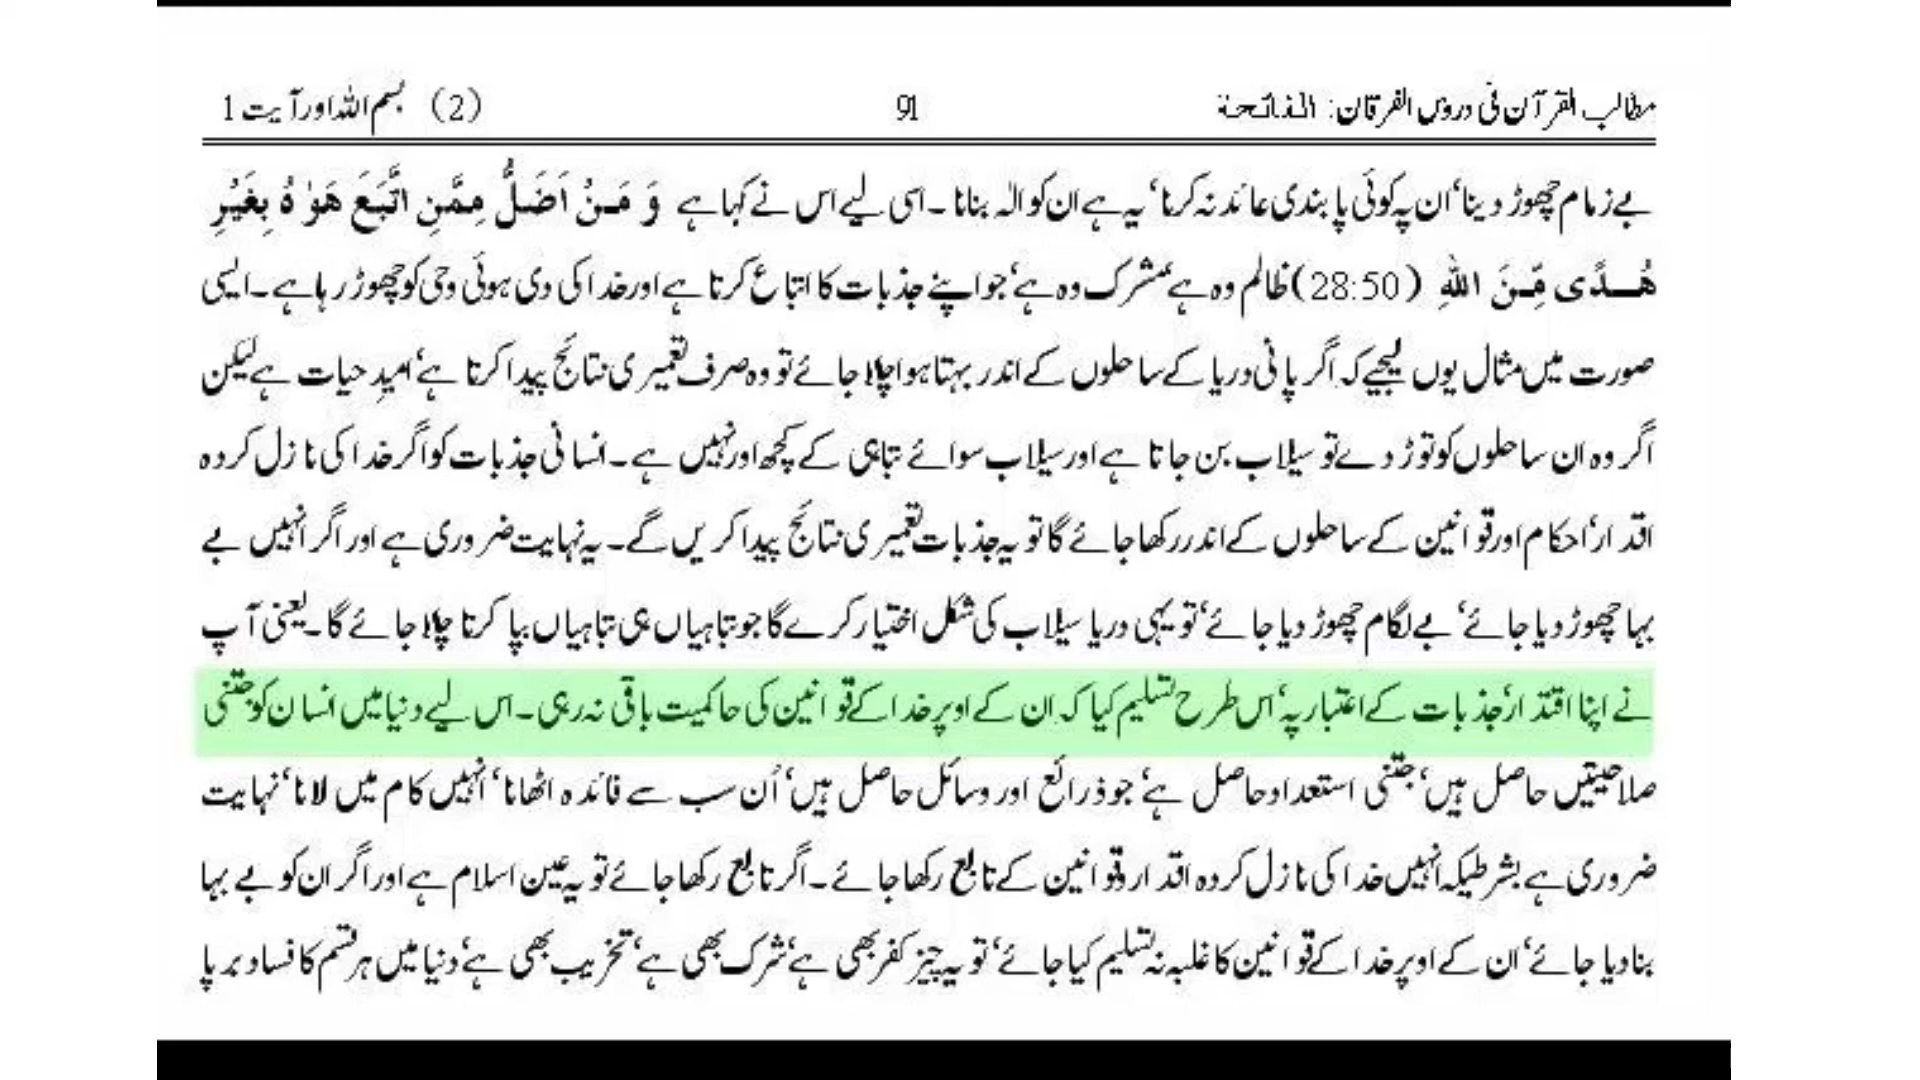 مطالب القرآن فی دروس الفرقان: الفاتحة 91 (2) بسم اللہ اور آیت 1
بے زمام چھوڑ دینا‘ ان پہ کوئی پابندی عائد نہ کرنا‘ یہ ہے ان کو الٰہ بنانا۔ اسی لیے اس نے کہا ہے وَ مَـنُ اَضَلُّ مِمَّنِ اتَّبَعَ هَوٰ هُ بِغَيُرِ
هُـدًى مِّـنَ اللّٰهِ (28:50) ظالم وہ ہے‘ مشرک وہ ہے‘ جو اپنے جذبات کا اتباع کرتا ہے اور خدا کی دی ہوئی وحی کو چھوڑ رہا ہے۔ ایسی
صورت میں مثال یوں لیجیے کہ اگر پانی دریا کے ساحلوں کے اندر بہتا ہوا چلا جائے تو وہ صرف تعمیری نتائج پیدا کرتا ہے‘ امیدِ حیات ہے لیکن
اگر وہ ان ساحلوں کو توڑ دے تو سیلاب بن جاتا ہے اور سیلاب سوائے تباہی کے کچھ اور نہیں ہے۔ انسانی جذبات کو اگر خدا کی نازل کردہ
اقدار‘ احکام اور قوانین کے ساحلوں کے اندر رکھا جائے گا تو یہ جذبات تعمیری نتائج پیدا کریں گے۔ یہ نہایت ضروری ہے اور اگر انہیں بے
بہا چھوڑ دیا جائے‘ بے لگام چھوڑ دیا جائے‘ تو یہی دریا سیلاب کی شکل اختیار کرے گا جو تباہیاں ہی تباہیاں بپا کرتا چلا جائے گا۔ یعنی آپ
نے اپنا اقتدار‘ جذبات کے اعتبار پہ‘ اس طرح تسلیم کیا کہ ان کے اوپر خدا کے قوانین کی حاکمیت باقی نہ رہی۔ اس لیے دنیا میں انسان کو جتنی
صلاحیتیں حاصل ہیں‘ جتنی استعداد حاصل ہے‘ جو ذرائع اور وسائل حاصل ہیں‘ اُن سب سے فائدہ اٹھانا‘ انہیں کام میں لانا‘ نہایت
ضروری ہے بشرطیکہ انہیں خدا کی نازل کردہ اقدار و قوانین کے تابع رکھا جائے۔ اگر تابع رکھا جائے تو یہ عین اسلام ہے اور اگر ان کو بے بہا
بنا دیا جائے‘ ان کے اوپر خدا کے قوانین کا غلبہ نہ تسلیم کیا جائے‘ تو یہ چیز کفر بھی ہے‘ شرک بھی ہے‘ تخریب بھی ہے‘ دنیا میں ہر قسم کا فساد برپا